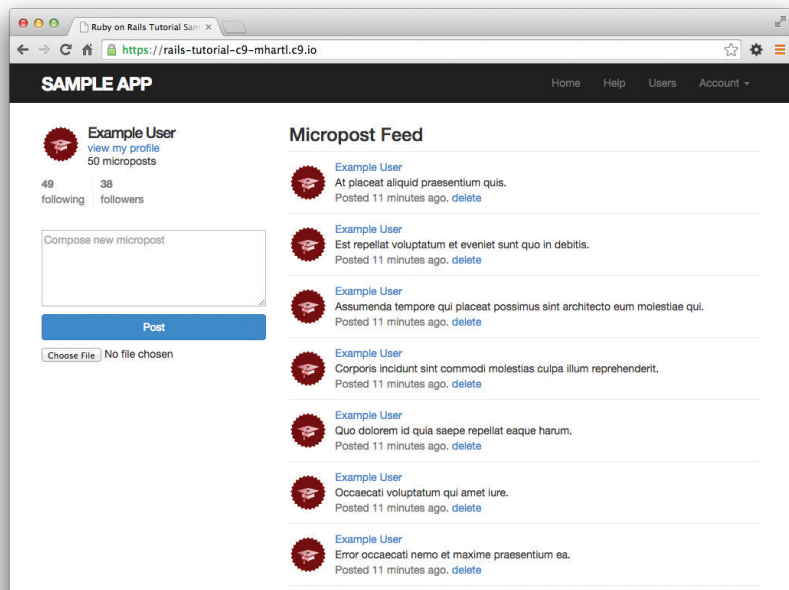 Ruby on Rails Tutorial Sam
https://rails-tutorial-c9-mhartl.c9.io
SAMPLE APP
Home Help Users Account
Example User
view my profile
50 microposts
49 38
following followers
Compose new micropost
Post
Choose File No file chosen
Micropost Feed
Example User
At placeat aliquid praesentium quis.
Posted 11 minutes ago. delete
Example User
Est repellat voluptatum et eveniet sunt quo in debitis.
Posted 11 minutes ago. delete
Example User
Assumenda tempore qui placeat possimus sint architecto eum molestiae qui.
Posted 11 minutes ago. delete
Example User
Corporis incidunt sint commodi molestias culpa illum reprehenderit.
Posted 11 minutes ago. delete
Example User
Quo dolorem id quia saepe repellat eaque harum.
Posted 11 minutes ago. delete
Example User
Occaecati voluptatum qui amet iure.
Posted 11 minutes ago. delete
Example User
Error occaecati nemo et maxime praesentium ea.
Posted 11 minutes ago. delete